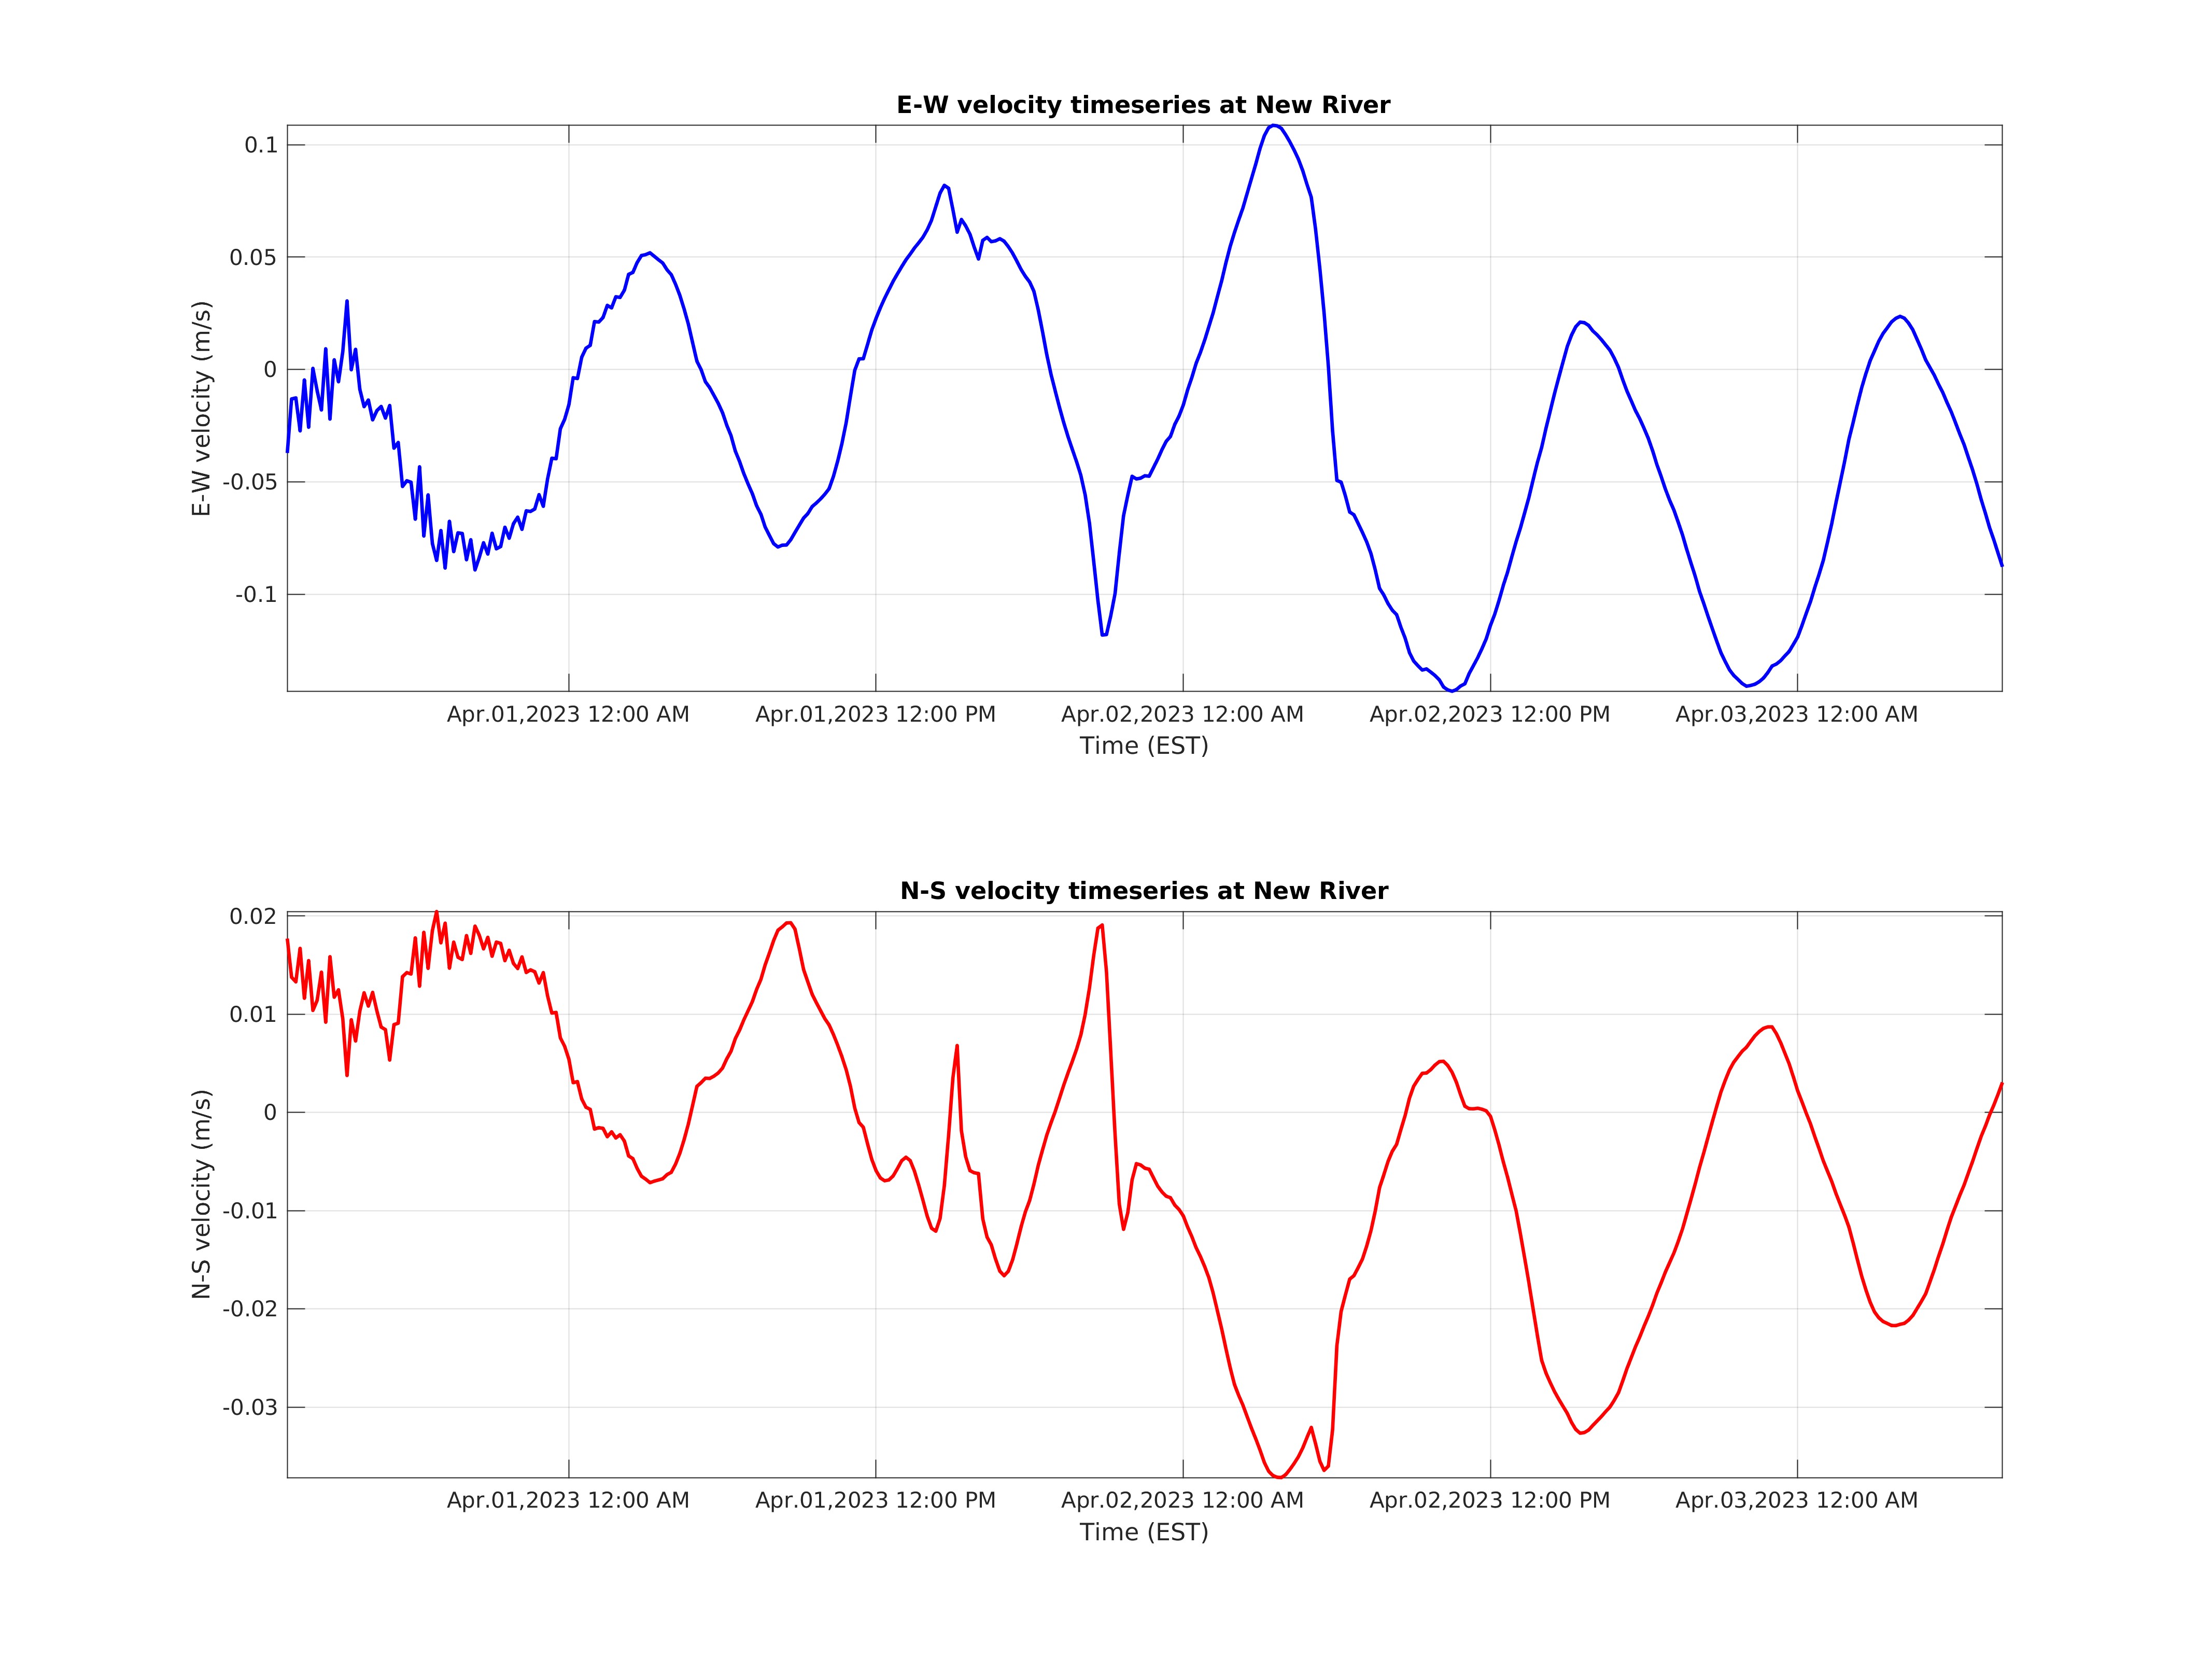 E-W velocity timeseries at New River
0.1
0.05
0
-0.05
-0.1
E-W velocity (m/s)
Apr.01,2023 12:00 AM Apr.01,2023 12:00 PM Apr.02,2023 12:00 AM Apr.02,2023 12:00 PM Apr.03,2023 12:00 AM
Time (EST)
N-S velocity timeseries at New River
0.02
0.01
0
-0.01
-0.02
-0.03
N-S velocity (m/s)
Apr.01,2023 12:00 AM Apr.01,2023 12:00 PM Apr.02,2023 12:00 AM Apr.02,2023 12:00 PM Apr.03,2023 12:00 AM
Time (EST)